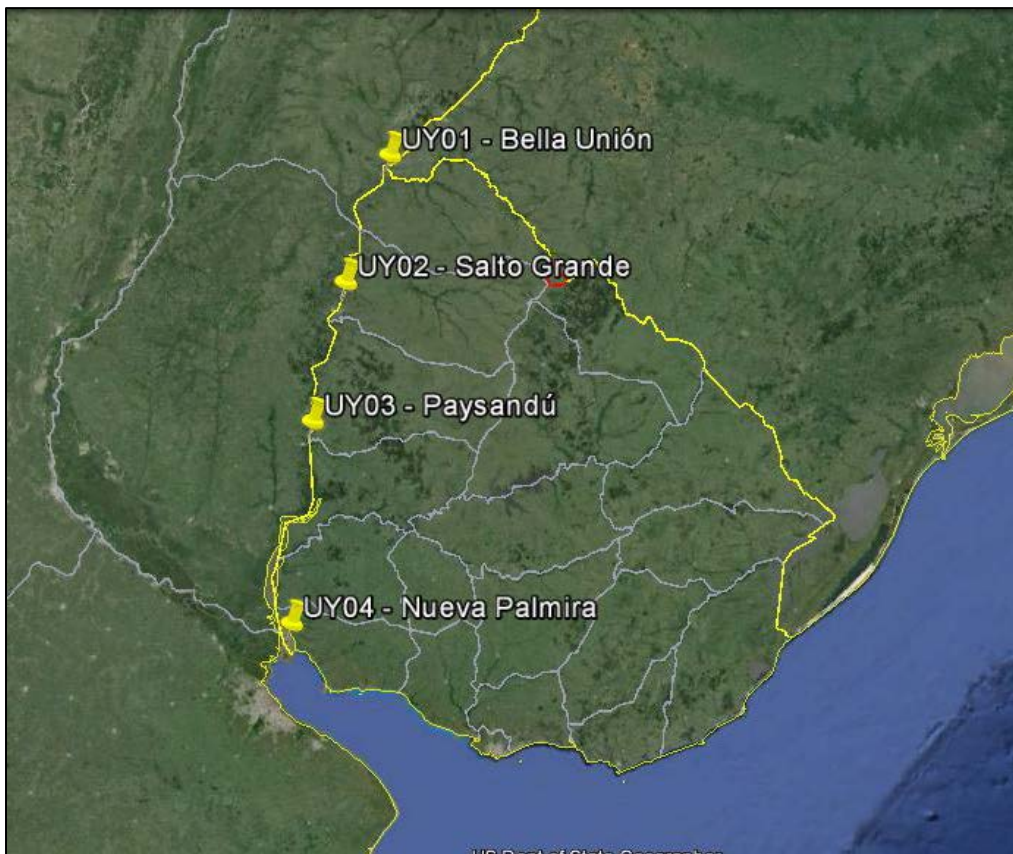 UY01 - Bella Unión
UY02 - Salto Grande
UY03 - Paysandú
UY04 - Nueva Palmira
US Dept of State Geographer